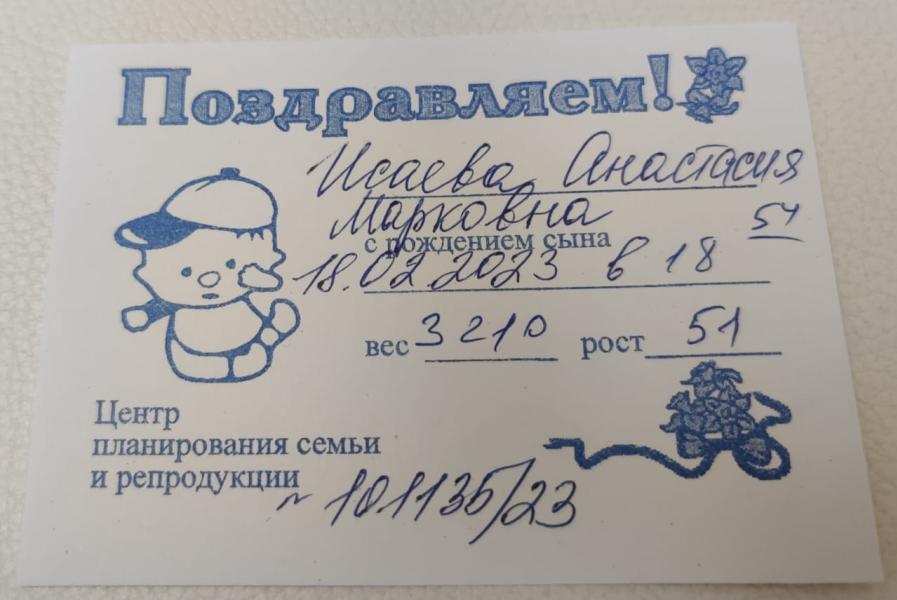 Поздравляем!
Исаева Анастасия
Марковна
с рождением сына
18.02.2023 в 18 54
вес 3210 рост 51
Центр
планирования семьи
и репродукции
~ 101135/23